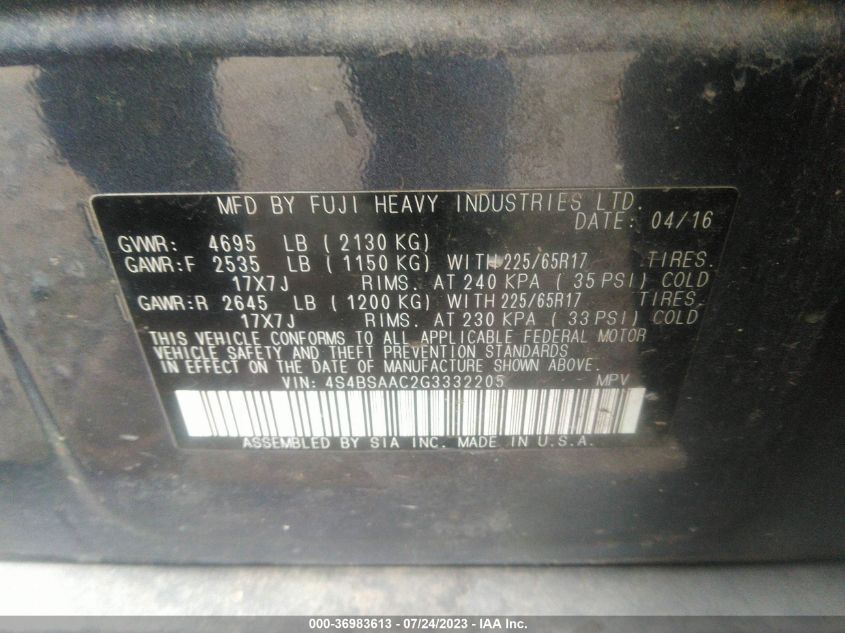 MFD BY FUJI HEAVY INDUSTRIES LTD.
DATE: 04/16
GVWR: 4695 LB ( 2130 KG)
GAWR:F 2535 LB ( 1150 KG) WITH 225/65R17 TIRES.
17X7J RIMS. AT 240 KPA ( 35 PSI) COLD
GAWR:R 2645 LB ( 1200 KG) WITH 225/65R17 TIRES.
17X7J RIMS. AT 230 KPA ( 33 PSI) COLD
THIS VEHICLE CONFORMS TO ALL APPLICABLE FEDERAL MOTOR
VEHICLE SAFETY AND THEFT PREVENTION STANDARDS
IN EFFECT ON THE DATE OF MANUFACTURE SHOWN ABOVE.
VIN: 4S4BSAAC2G3332205 MPV
ASSEMBLED BY SIA INC. MADE IN U.S.A.
000-36983613 - 07/24/2023 - IAA Inc.